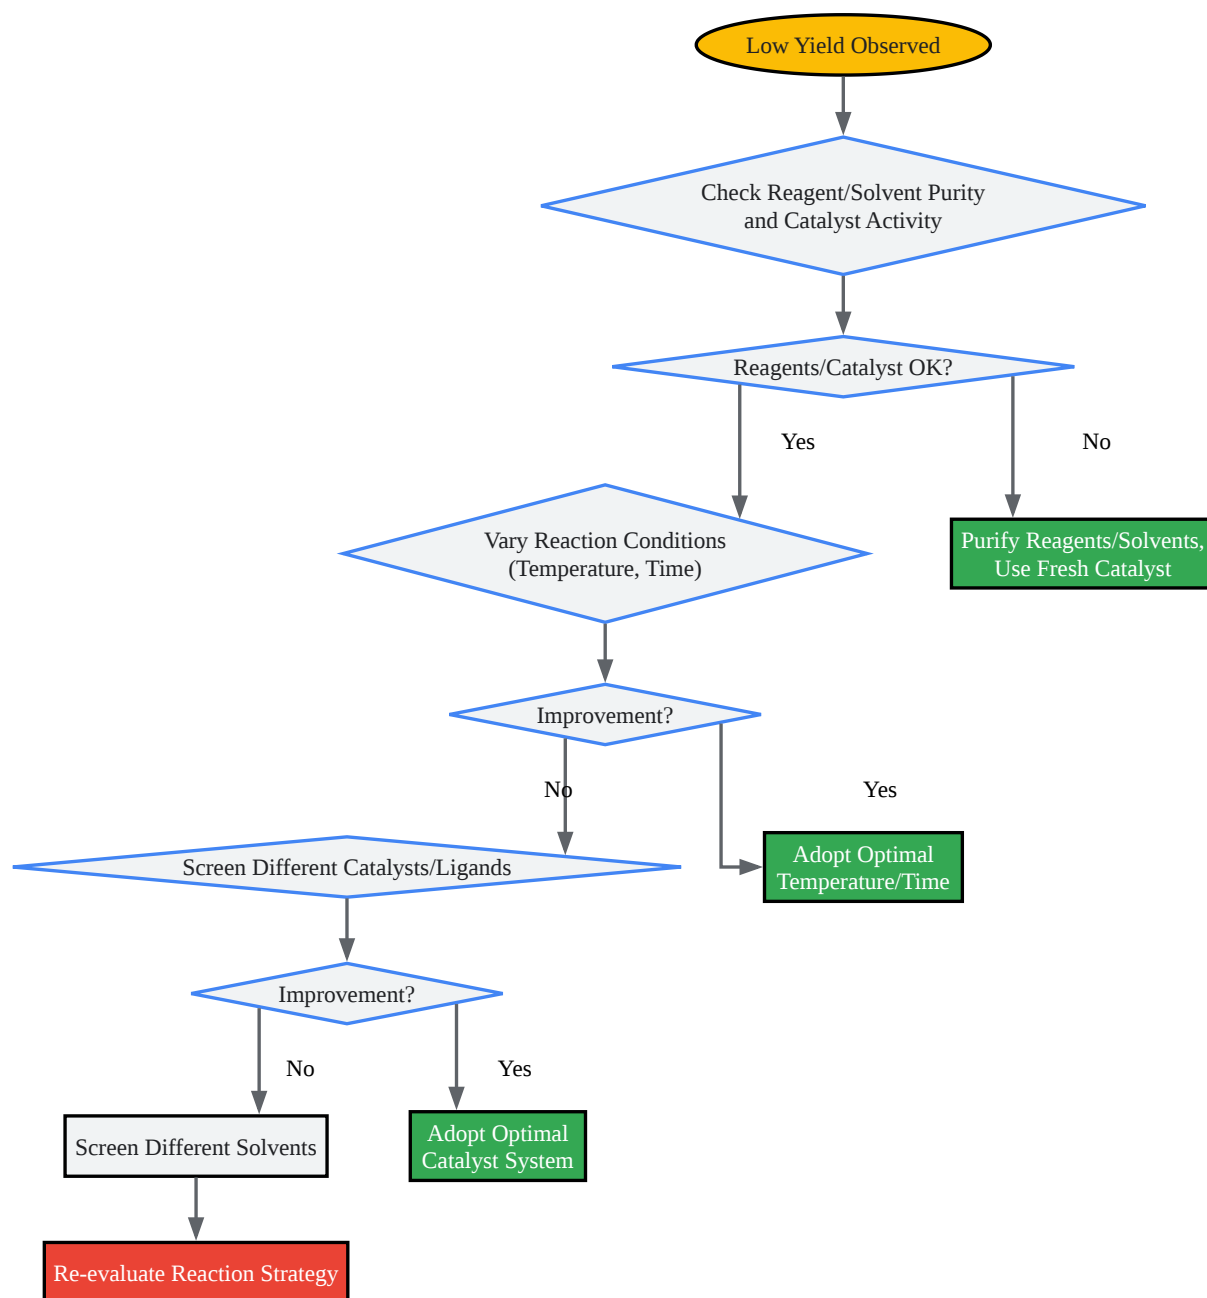 Low Yield Observed
Check Reagent/Solvent Purity
and Catalyst Activity
Reagents/Catalyst OK?
Yes
No
Vary Reaction Conditions
(Temperature, Time)
Purify Reagents/Solvents,
Use Fresh Catalyst
Improvement?
No
Yes
Screen Different Catalysts/Ligands
Adopt Optimal
Temperature/Time
Improvement?
No
Yes
Screen Different Solvents
Adopt Optimal
Catalyst System
Re-evaluate Reaction Strategy